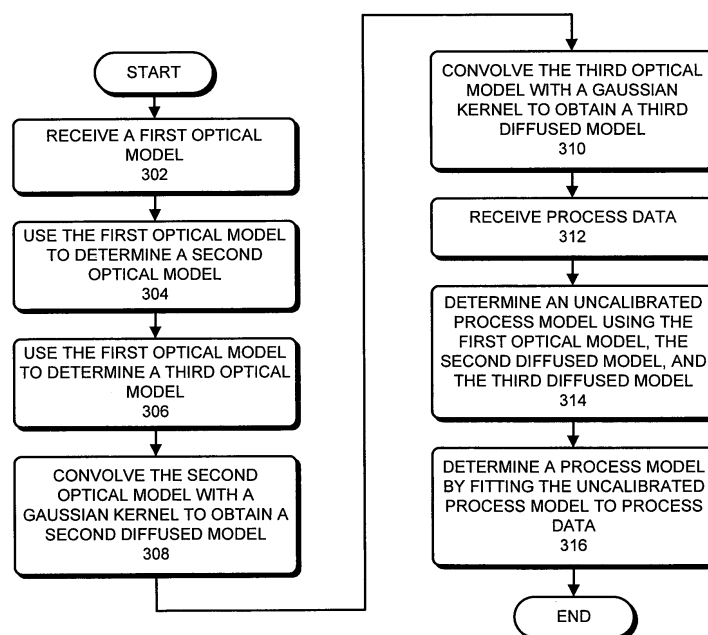 START
RECEIVE A FIRST OPTICAL
MODEL
302
USE THE FIRST OPTICAL MODEL
TO DETERMINE A SECOND
OPTICAL MODEL
304
USE THE FIRST OPTICAL MODEL
TO DETERMINE A THIRD OPTICAL
MODEL
306
CONVOLVE THE SECOND
OPTICAL MODEL WITH A
GAUSSIAN KERNEL TO OBTAIN A
SECOND DIFFUSED MODEL
308
CONVOLVE THE THIRD OPTICAL
MODEL WITH A GAUSSIAN
KERNEL TO OBTAIN A THIRD
DIFFUSED MODEL
310
RECEIVE PROCESS DATA
312
DETERMINE AN UNCALIBRATED
PROCESS MODEL USING THE
FIRST OPTICAL MODEL, THE
SECOND DIFFUSED MODEL, AND
THE THIRD DIFFUSED MODEL
314
DETERMINE A PROCESS MODEL
BY FITTING THE UNCALIBRATED
PROCESS MODEL TO PROCESS
DATA
316
END